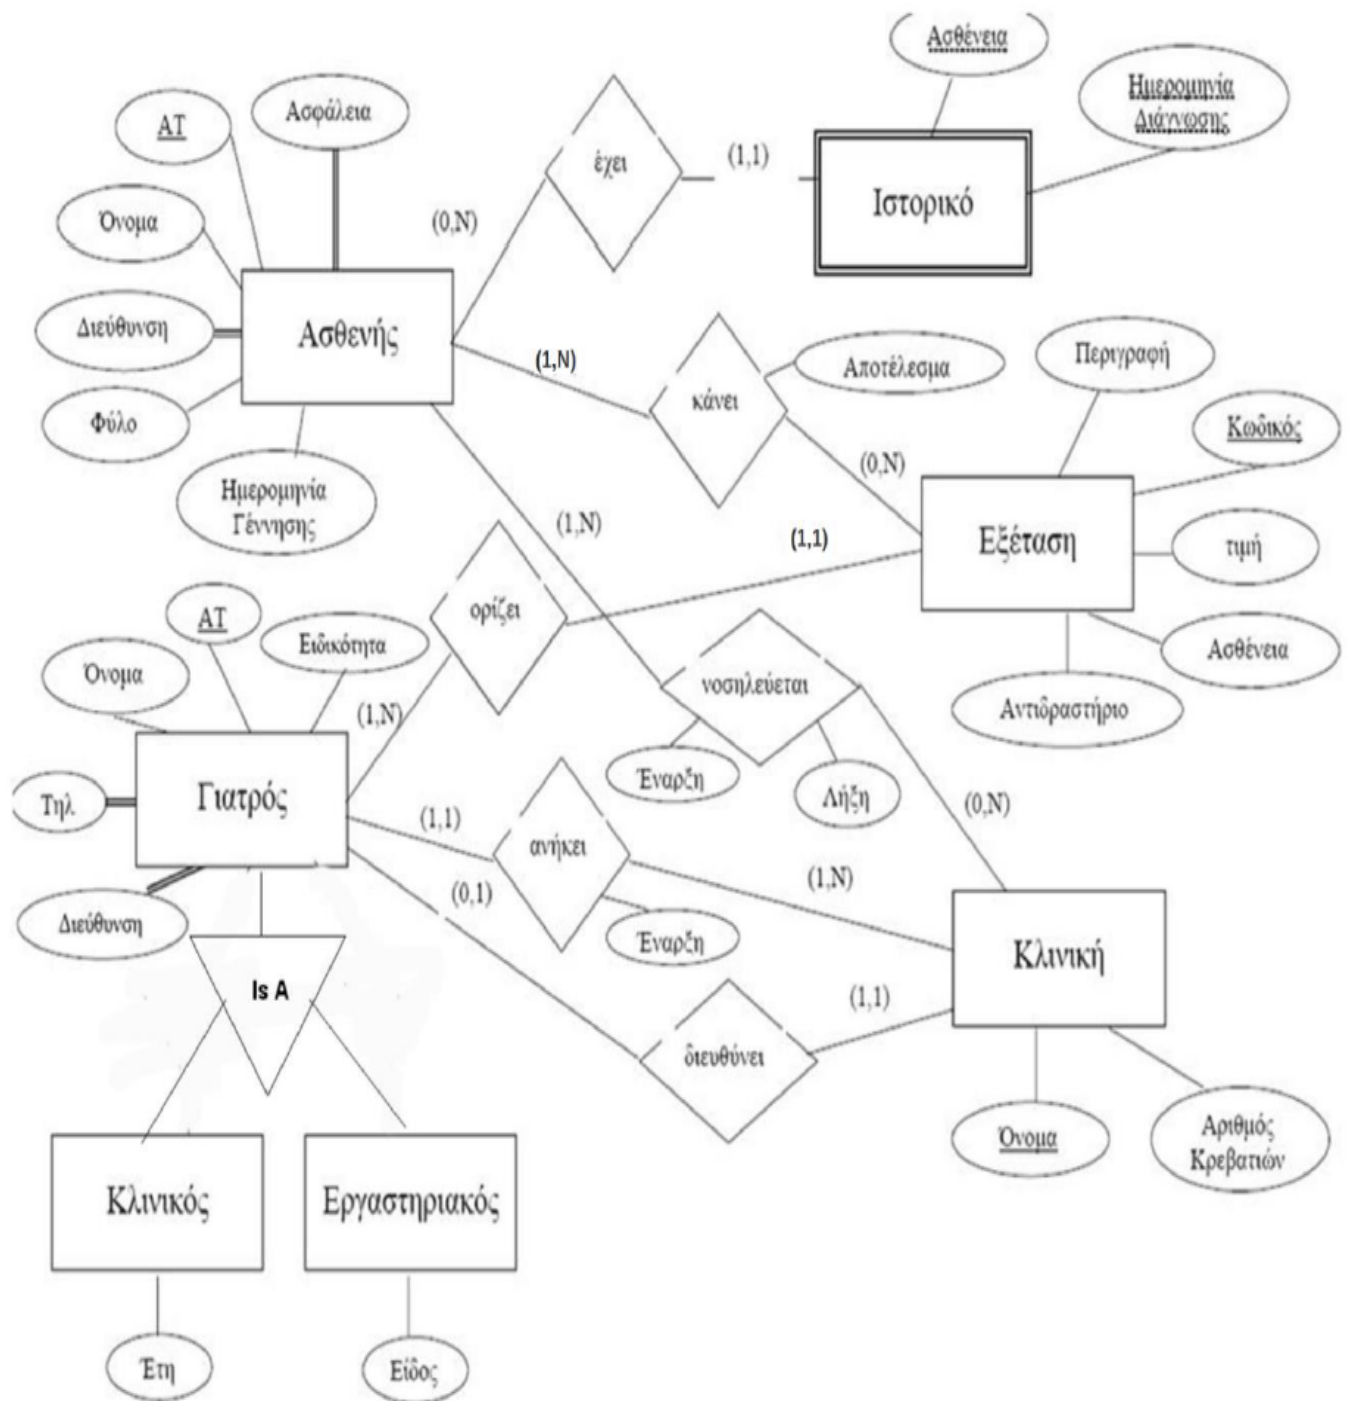 Ασθένεια
Ημερομηνία
Διάγνωσης
Ασφάλεια
ΑΤ
έχει
(1,1)
Ιστορικό
Όνομα
(0,N)
Διεύθυνση
Ασθενής
(1,N)
Αποτέλεσμα
Περιγραφή
κάνει
Φύλο
Κωδικός
(0,N)
Ημερομηνία
Γέννησης
(1,N)
(1,1)
Εξέταση
τιμή
ορίζει
ΑΤ
Ειδικότητα
Ασθένεια
Όνομα
νοσηλεύεται
Αντιδραστήριο
(1,N)
Έναρξη
Λήξη
Τηλ
Γιατρός
(1,1)
(0,N)
ανήκει
(1,N)
(0,1)
Διεύθυνση
Έναρξη
Κλινική
Is A
(1,1)
διευθύνει
Όνομα
Αριθμός
Κρεβατιών
Κλινικός
Εργαστηριακός
Έτη
Είδος